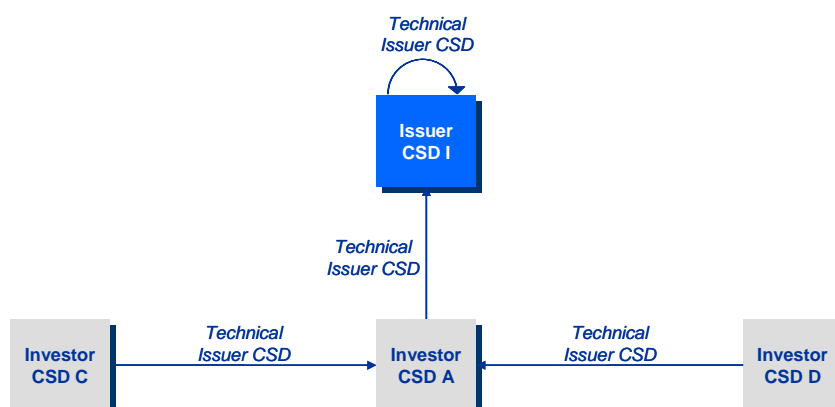 Technical
Issuer CSD
Issuer
CSD I
Technical
Issuer CSD
Technical
Issuer CSD
Technical
Issuer CSD
Investor
CSD C
Investor
CSD A
Investor
CSD D